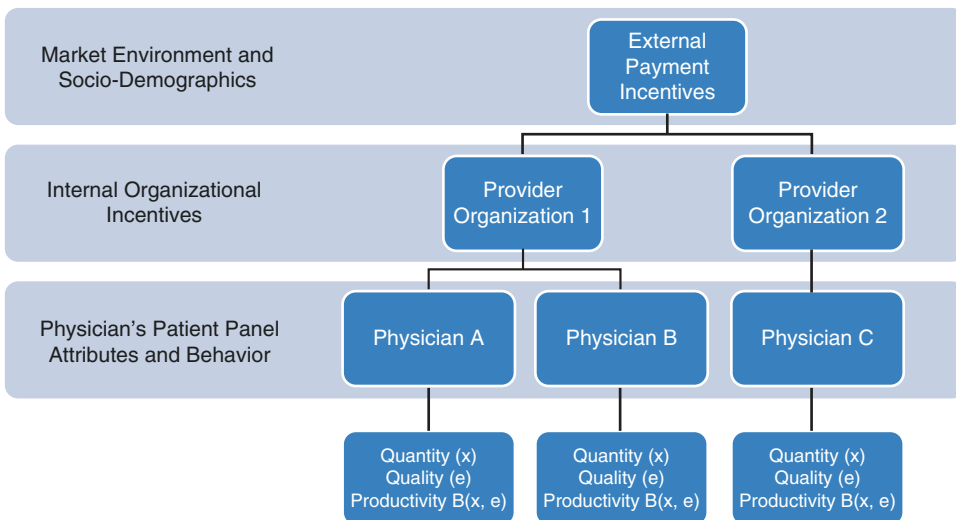 Market Environment and
Socio-Demographics
External
Payment
Incentives
Internal Organizational
Incentives
Provider
Organization 1
Provider
Organization 2
Physician’s Patient Panel
Attributes and Behavior
Physician A
Physician B
Physician C
Quantity (x)
Quality (e)
Productivity B(x, e)
Quantity (x)
Quality (e)
Productivity B(x, e)
Quantity (x)
Quality (e)
Productivity B(x, e)